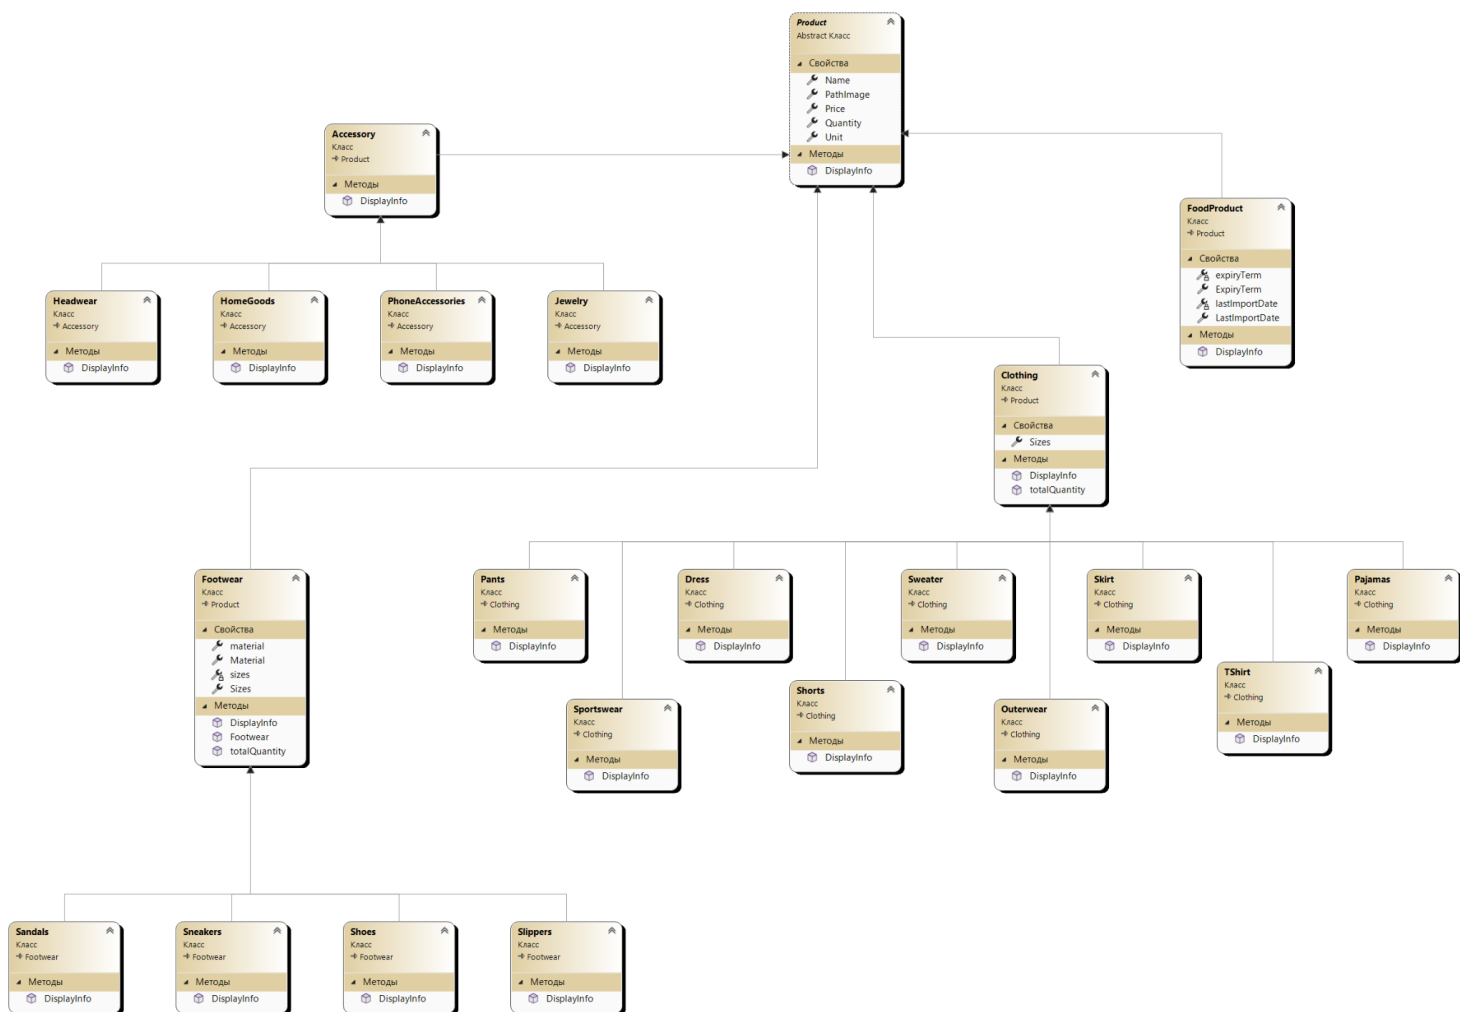 Product
Abstract Класс
Свойства
Name
PathImage
Price
Quantity
Unit
Методы
DisplayInfo
Accessory
Класс
Product
Методы
DisplayInfo
FoodProduct
Класс
Product
Свойства
expiryTerm
ExpiryTerm
lastImportDate
LastImportDate
Методы
DisplayInfo
Headwear
Класс
Accessory
Методы
DisplayInfo
HomeGoods
Класс
Accessory
Методы
DisplayInfo
PhoneAccessories
Класс
Accessory
Методы
DisplayInfo
Jewelry
Класс
Accessory
Методы
DisplayInfo
Clothing
Класс
Product
Свойства
Sizes
Методы
DisplayInfo
totalQuantity
Footwear
Класс
Product
Свойства
material
Material
sizes
Sizes
Методы
DisplayInfo
Footwear
totalQuantity
Pants
Класс
Clothing
Методы
DisplayInfo
Dress
Класс
Clothing
Методы
DisplayInfo
Sweater
Класс
Clothing
Методы
DisplayInfo
Skirt
Класс
Clothing
Методы
DisplayInfo
Pajamas
Класс
Clothing
Методы
DisplayInfo
Sportswear
Класс
Clothing
Методы
DisplayInfo
Shorts
Класс
Clothing
Методы
DisplayInfo
Outerwear
Класс
Clothing
Методы
DisplayInfo
TShirt
Класс
Clothing
Методы
DisplayInfo
Sandals
Класс
Footwear
Методы
DisplayInfo
Sneakers
Класс
Footwear
Методы
DisplayInfo
Shoes
Класс
Footwear
Методы
DisplayInfo
Slippers
Класс
Footwear
Методы
DisplayInfo